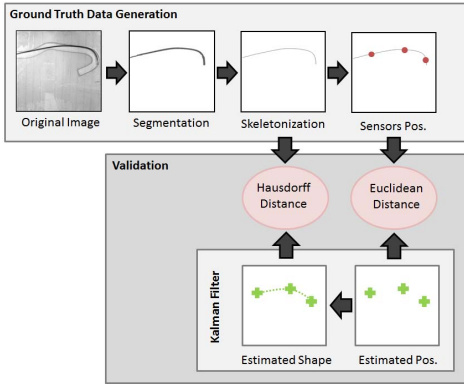 Ground Truth Data Generation
Original Image
Segmentation
Skeletonization
Sensors Pos.
Validation
Hausdorff
Distance
Euclidean
Distance
Kalman Filter
Estimated Shape
Estimated Pos.